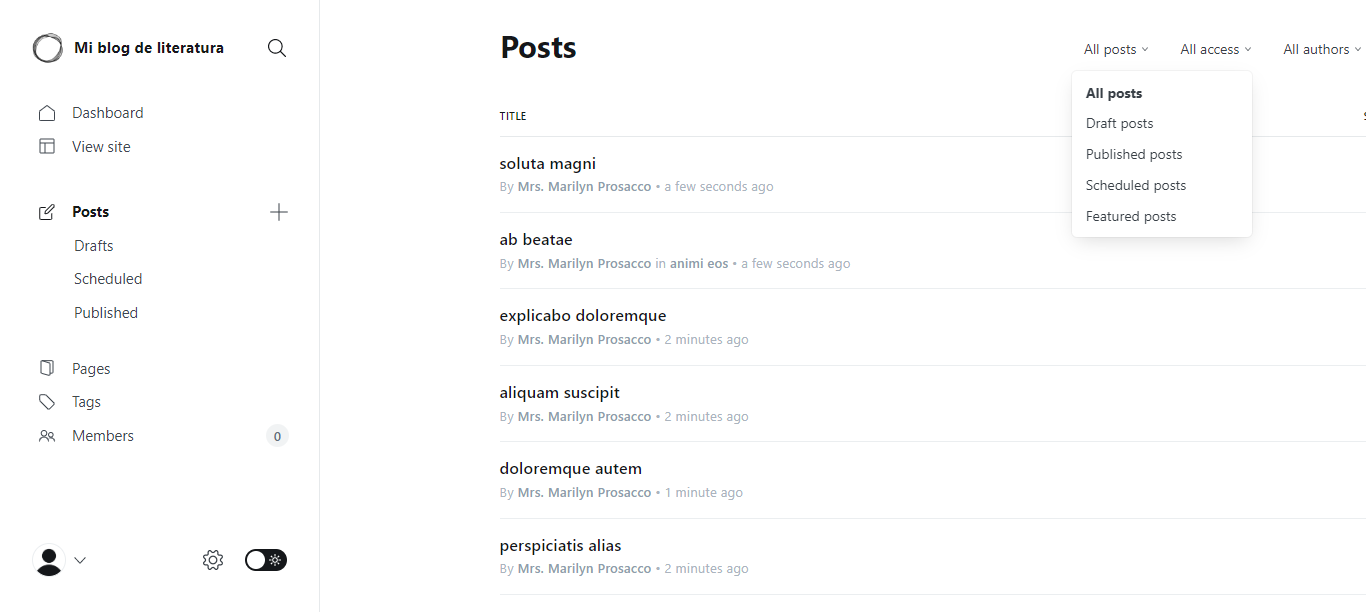 Mi blog de literatura
Dashboard
View site
Posts
Drafts
Scheduled
Published
Pages
Tags
Members 0
Posts
All posts All access All authors
All posts
Draft posts
Published posts
Scheduled posts
Featured posts
TITLE
soluta magni
By Mrs. Marilyn Prosacco • a few seconds ago
ab beatae
By Mrs. Marilyn Prosacco in animi eos • a few seconds ago
explicabo doloremque
By Mrs. Marilyn Prosacco • 2 minutes ago
aliquam suscipit
By Mrs. Marilyn Prosacco • 2 minutes ago
doloremque autem
By Mrs. Marilyn Prosacco • 1 minute ago
perspiciatis alias
By Mrs. Marilyn Prosacco • 2 minutes ago